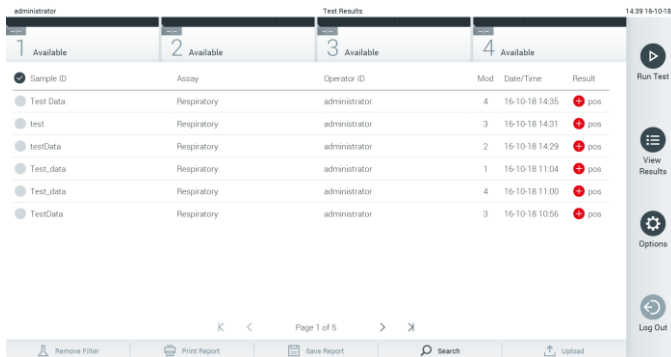 administrator Test Results 14:39 16-10-18
1 Available 2 Available 3 Available 4 Available
Sample ID Assay Operator ID Mod Date/Time Result
Test Data Respiratory administrator 4 16-10-18 14:35 pos
test Respiratory administrator 3 16-10-18 14:31 pos
testData Respiratory administrator 2 16-10-18 14:29 pos
Test_data Respiratory administrator 1 16-10-18 11:04 pos
Test_data Respiratory administrator 4 16-10-18 11:00 pos
TestData Respiratory administrator 3 16-10-18 10:56 pos
Page 1 of 5
Remove Filter Print Report Save Report Search Upload
Run Test
View
Results
Options
Log Out